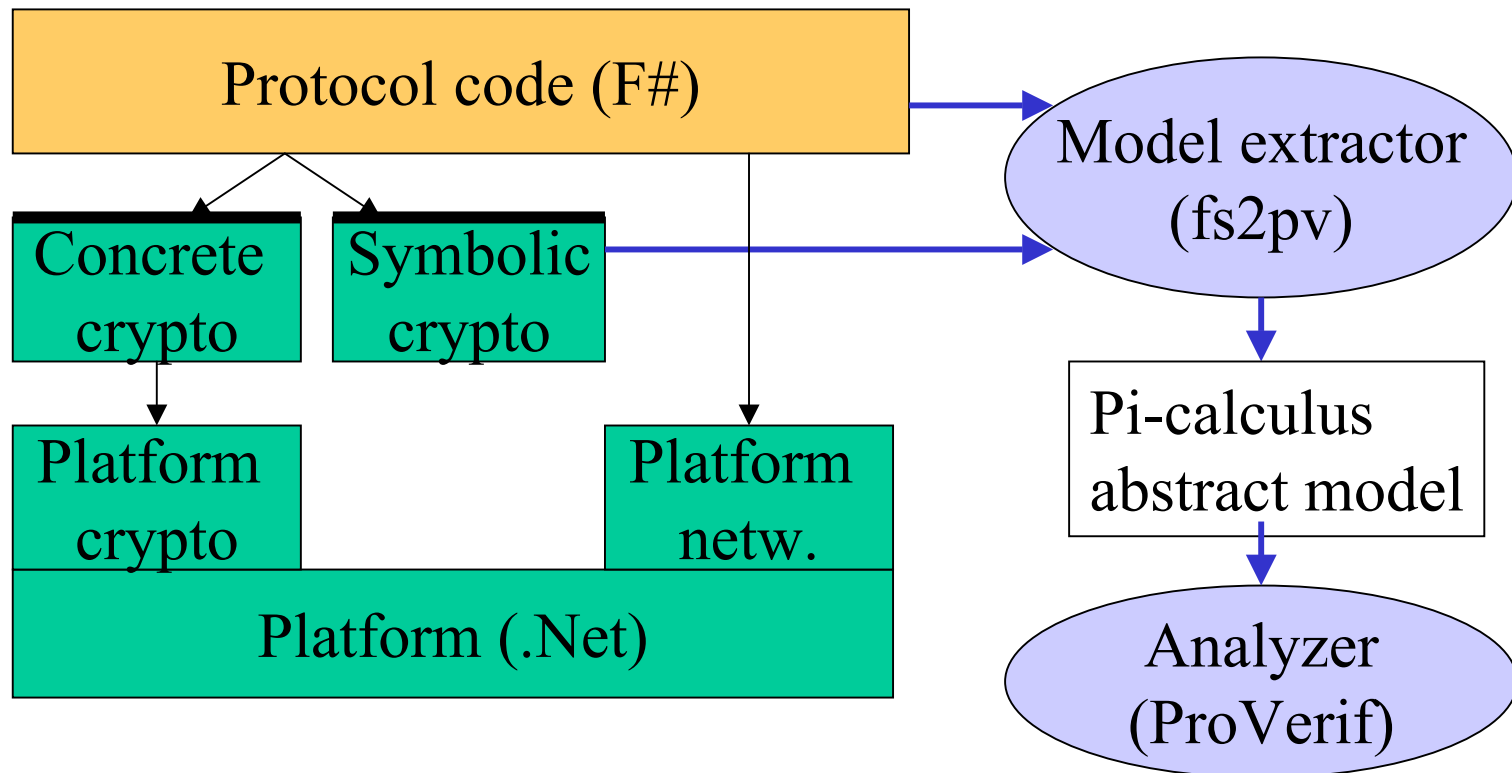 Protocol code (F#)
Concrete
crypto
Symbolic
crypto
Platform
crypto
Platform
netw.
Platform (.Net)
Model extractor
(fs2pv)
Pi-calculus
abstract model
Analyzer
(ProVerif)